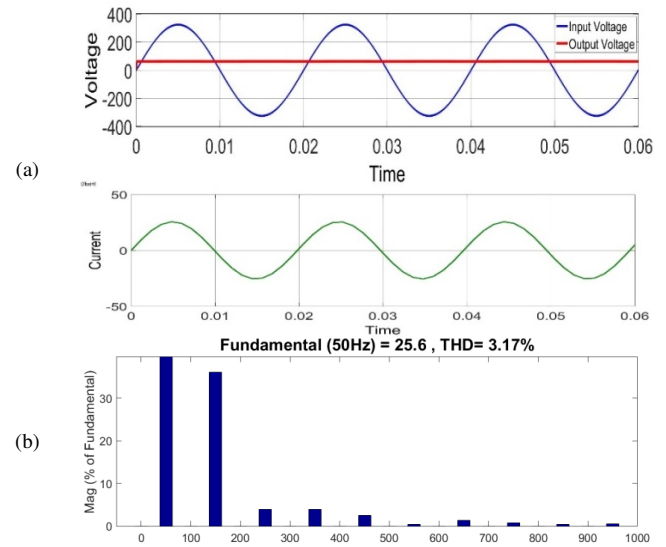 400
200
0
-200
-400
Voltage
Input Voltage
Output Voltage
0 0.01 0.02 0.03 0.04 0.05 0.06
Time
(a)
50
0
-50
Current
0 0.01 0.02 0.03 0.04 0.05 0.06
Time
Fundamental (50Hz) = 25.6 , THD= 3.17%
(b)
30
20
10
0
Mag (% of Fundamental)
0 100 200 300 400 500 600 700 800 900 1000